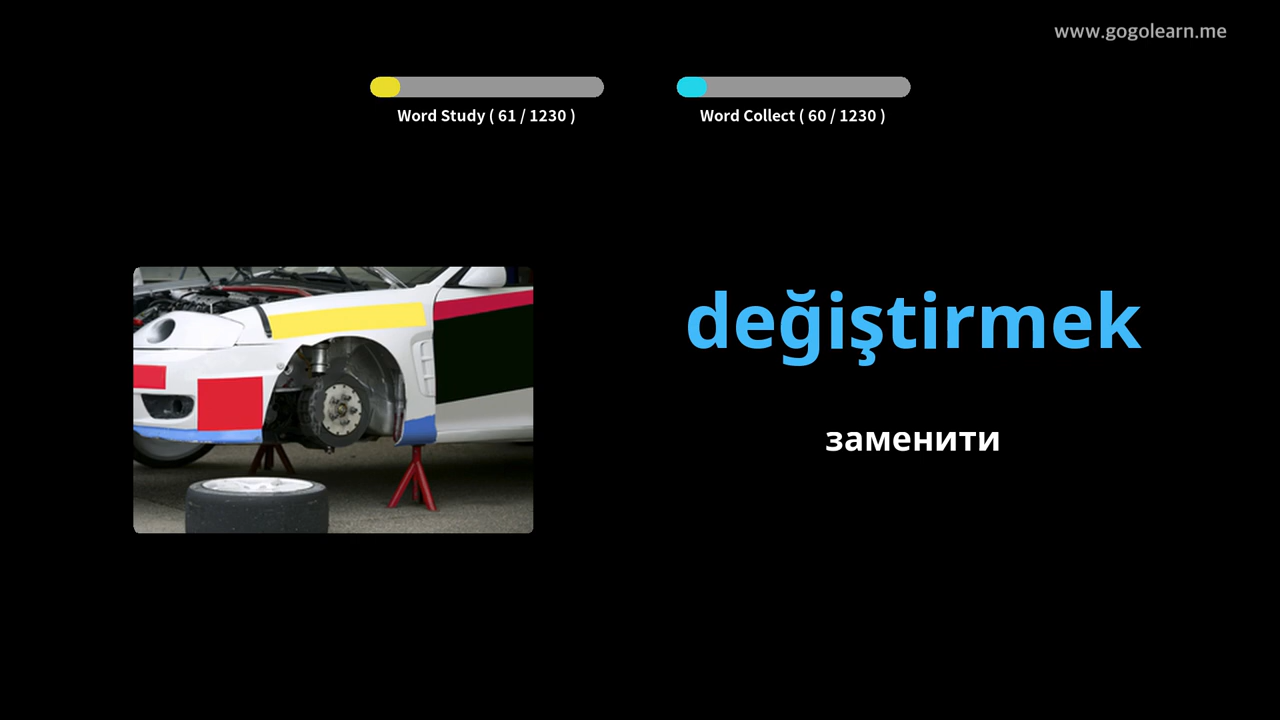 www.gogolearn.me
Word Study ( 61 / 1230 )
Word Collect ( 60 / 1230 )
değiştirmek
заменити